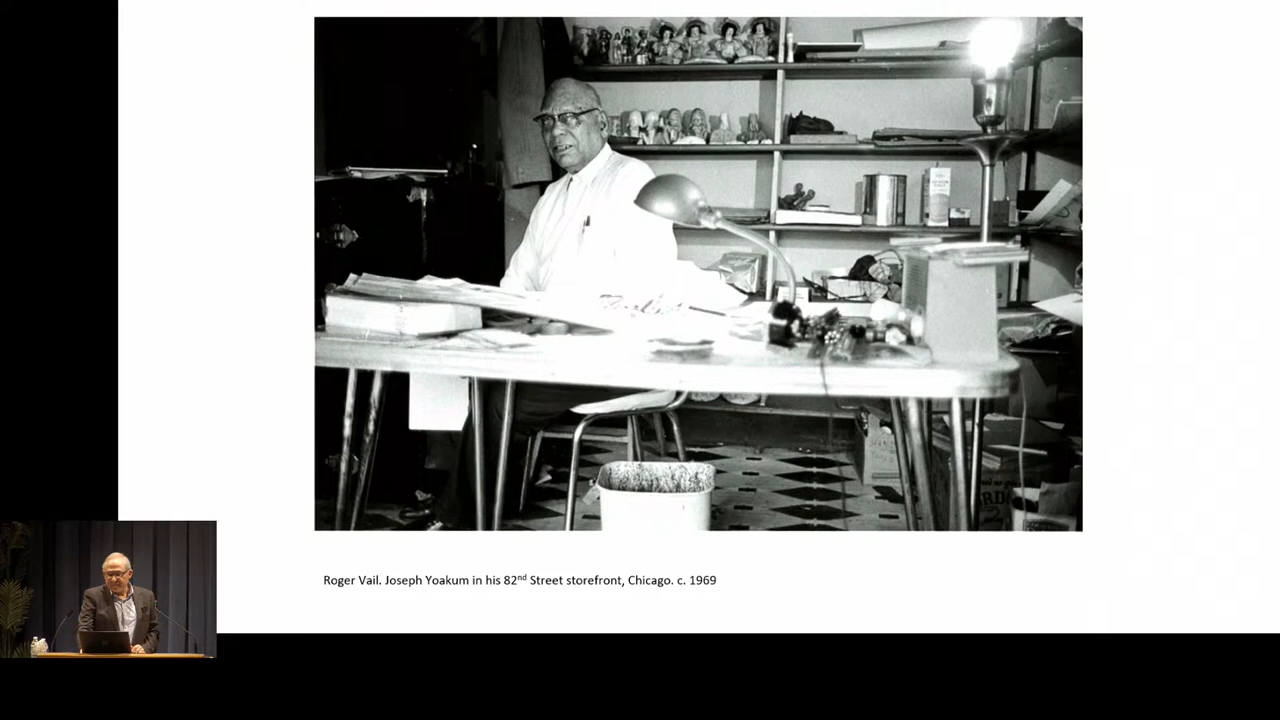 Roger Vail. Joseph Yoakum in his 82nd Street storefront, Chicago. c. 1969